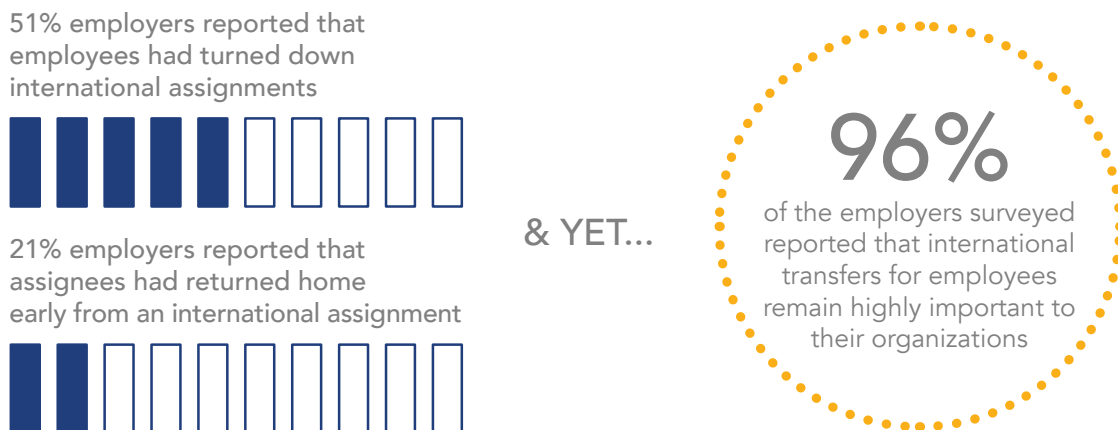 51% employers reported that
employees had turned down
international assignments
21% employers reported that
assignees had returned home
early from an international assignment
& YET...
96%
of the employers surveyed
reported that international
transfers for employees
remain highly important to
their organizations